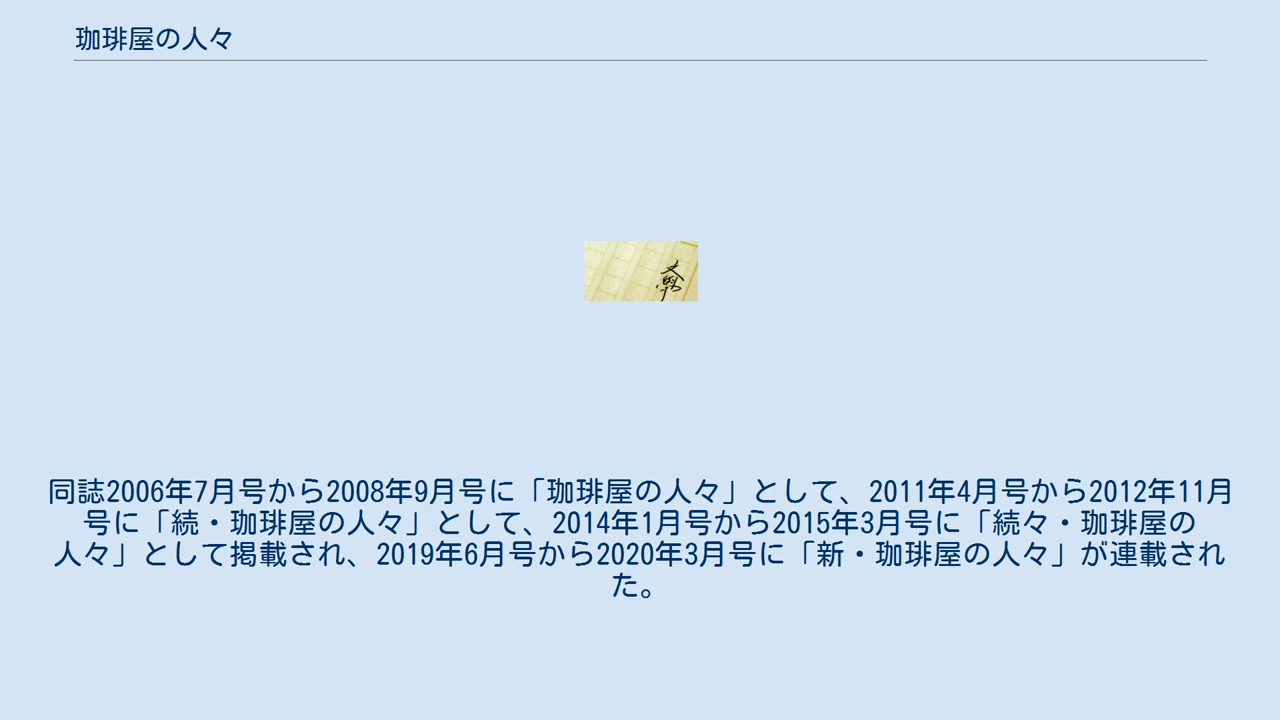 珈琲屋の人々
同誌2006年7月号から2008年9月号に「珈琲屋の人々」として、2011年4月号から2012年11月
号に「続・珈琲屋の人々」として、2014年1月号から2015年3月号に「続々・珈琲屋の
人々」として掲載され、2019年6月号から2020年3月号に「新・珈琲屋の人々」が連載され
た。